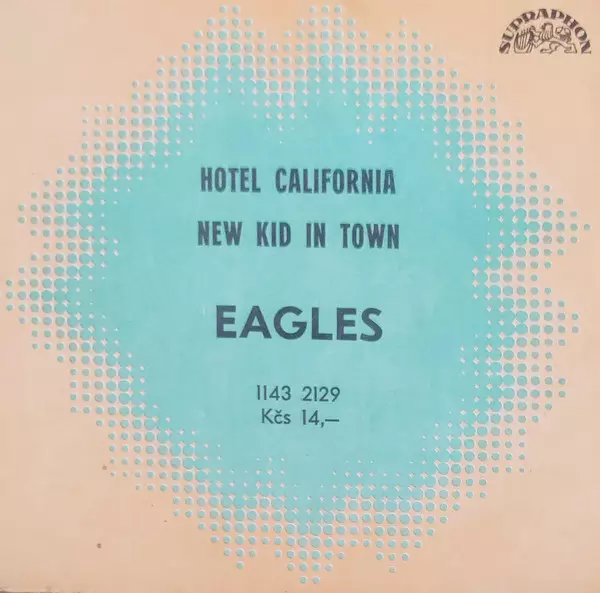 SUPRAPHON
HOTEL CALIFORNIA
NEW KID IN TOWN
EAGLES
1143 2129
Kčs 14,—